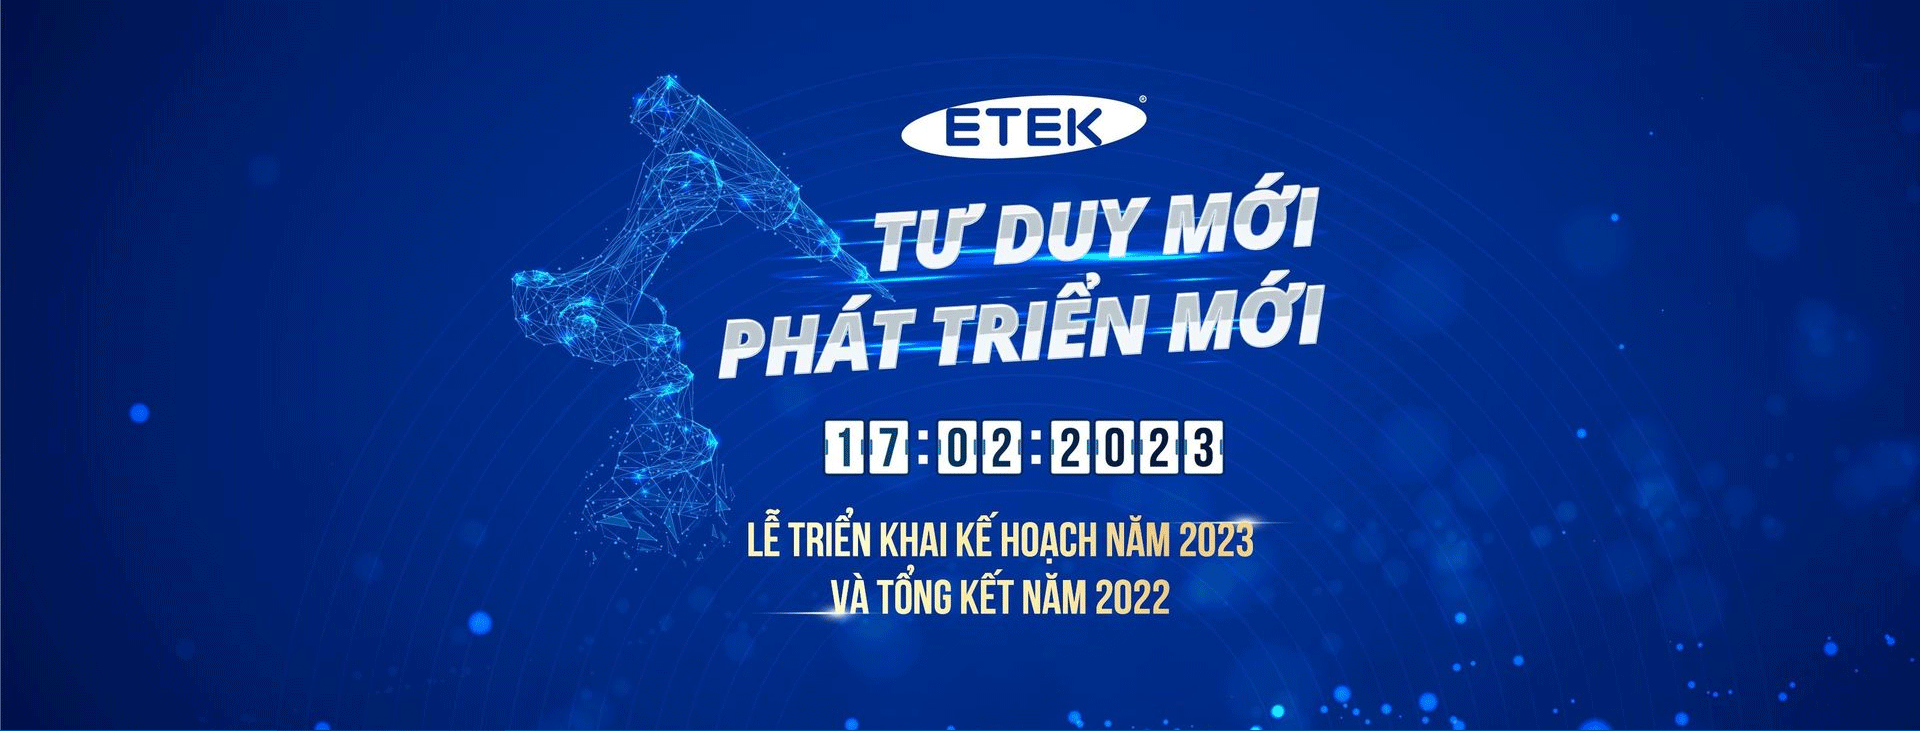 ETEK®
TƯ DUY MỚI
PHÁT TRIỂN MỚI
17:02:2023
LỄ TRIỂN KHAI KẾ HOẠCH NĂM 2023
VÀ TỔNG KẾT NĂM 2022